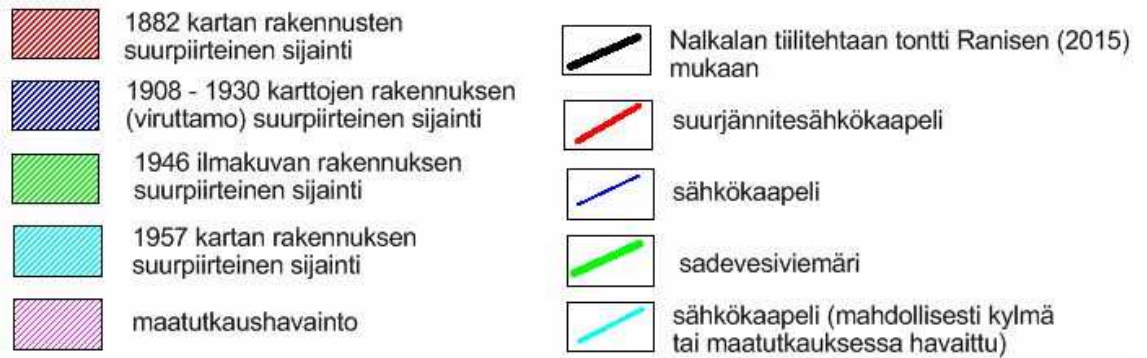 1882 kartan rakennusten
suurpiirteinen sijainti
1908 - 1930 karttojen rakennuksen
(viruttamo) suurpiirteinen sijainti
1946 ilmakuvan rakennuksen
suurpiirteinen sijainti
1957 kartan rakennuksen
suurpiirteinen sijainti
maatutkaushavainto
Nalkalan tiilitehtaan tontti Ranisen (2015)
mukaan
suurjännitesähkökaapeli
sähkökaapeli
sadevesiviemäri
sähkökaapeli (mahdollisesti kylmä
tai maatutkauksessa havaittu)